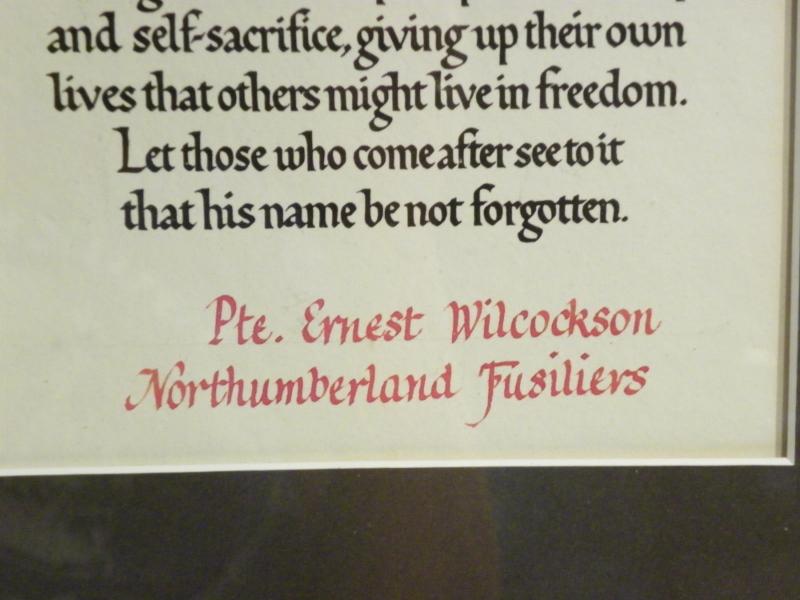 and self-sacrifice, giving up their own
lives that others might live in freedom.
Let those who come after see to it
that his name be not forgotten.
Pte. Ernest Wilcockson
Northumberland Fusiliers